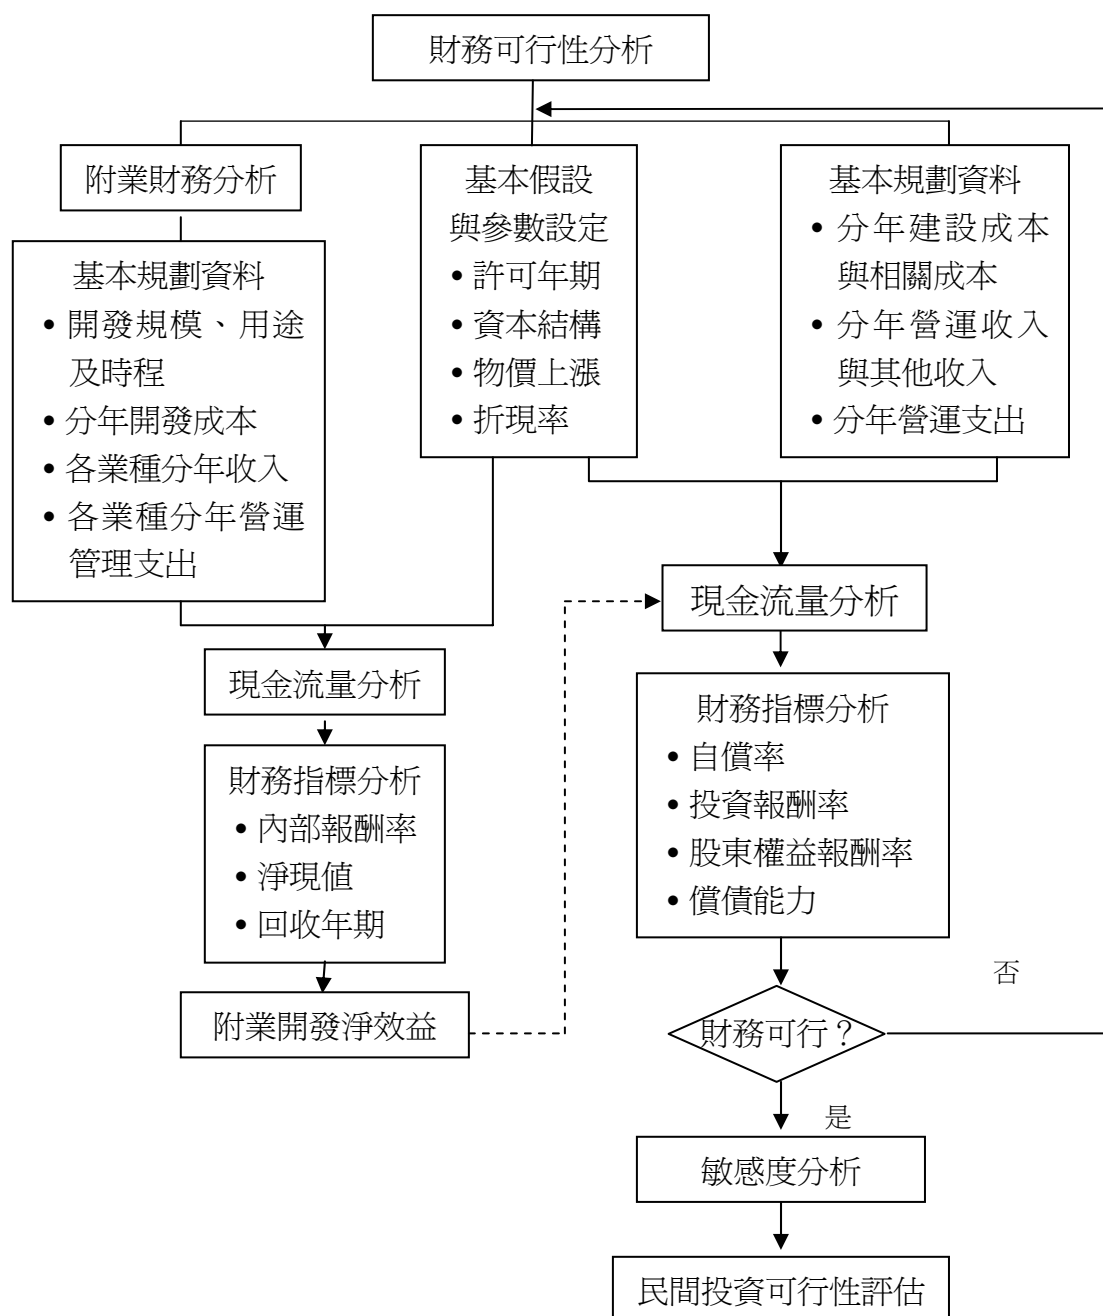 財務可行性分析
附業財務分析
基本規劃資料
• 開發規模、用途
及時程
• 分年開發成本
• 各業種分年收入
• 各業種分年營運
管理支出
基本假設
與參數設定
• 許可年期
• 資本結構
• 物價上漲
• 折現率
基本規劃資料
• 分年建設成本
與相關成本
• 分年營運收入
與其他收入
• 分年營運支出
現金流量分析
財務指標分析
• 內部報酬率
• 淨現值
• 回收年期
附業開發淨效益
現金流量分析
財務指標分析
• 自償率
• 投資報酬率
• 股東權益報酬率
• 償債能力
否
財務可行？
是
敏感度分析
民間投資可行性評估